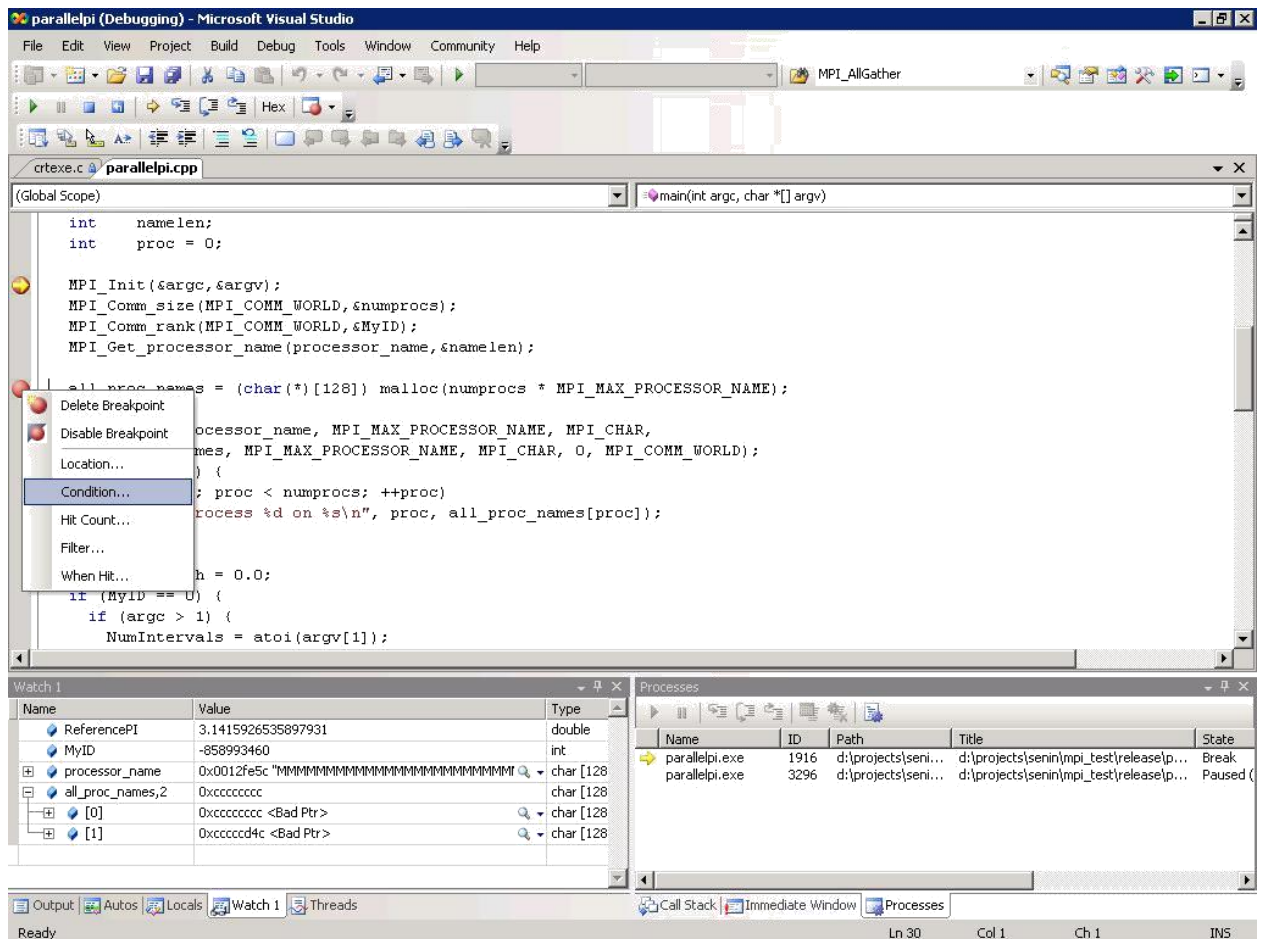 parallelpi (Debugging) - Microsoft Visual Studio
File Edit View Project Build Debug Tools Window Community Help
MPI_AllGather
Hex
crtexe.c parallelpi.cpp
(Global Scope) main(int argc, char *[] argv)
int namelen;
int proc = 0;
MPI_Init(&argc,&argv);
MPI_Comm_size(MPI_COMM_WORLD,&numprocs);
MPI_Comm_rank(MPI_COMM_WORLD,&MyID);
MPI_Get_processor_name(processor_name,&namelen);
all_proc_names = (char(*)[128]) malloc(numprocs * MPI_MAX_PROCESSOR_NAME);
Delete Breakpoint
Disable Breakpoint
Location...
Condition...
Hit Count...
Filter...
When Hit...
ocessor_name, MPI_MAX_PROCESSOR_NAME, MPI_CHAR,
mes, MPI_MAX_PROCESSOR_NAME, MPI_CHAR, 0, MPI_COMM_WORLD);
) {
; proc < numprocs; ++proc)
rocess %d on %s\n", proc, all_proc_names[proc]);
h = 0.0;
if (MyID == 0) {
if (argc > 1) {
NumIntervals = atoi(argv[1]);
Watch 1
Name Value Type
ReferencePI 3.1415926535897931 double
MyID -858993460 int
processor_name 0x0012fe5c "MMMMMMMMMMMMMMMMMMMMMMMMMM char [128
all_proc_names,2 0xcccccccc char [128
[0] 0xcccccccc <Bad Ptr> char [128
[1] 0xcccccd4c <Bad Ptr> char [128
Output Autos Locals Watch 1 Threads
Processes
Name ID Path Title State
parallelpi.exe 1916 d:\projects\seni... d:\projects\senin\mpi_test\release\p... Break
parallelpi.exe 3296 d:\projects\seni... d:\projects\senin\mpi_test\release\p... Paused (
Call Stack Immediate Window Processes
Ready Ln 30 Col 1 Ch 1 INS